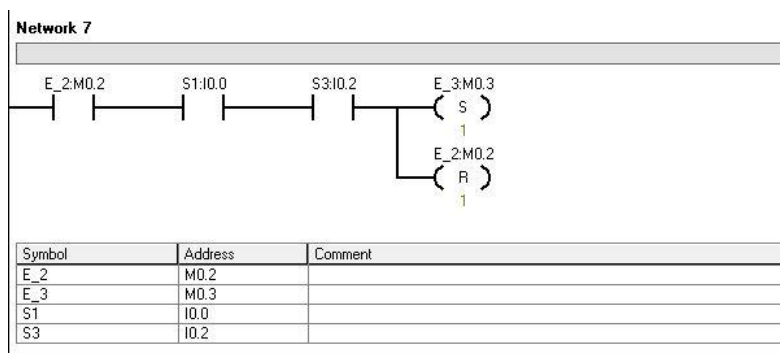 Network 7
E_2:M0.2 S1:I0.0 S3:I0.2 E_3:M0.3
S
1
E_2:M0.2
R
1
Symbol Address Comment
E_2 M0.2
E_3 M0.3
S1 I0.0
S3 I0.2